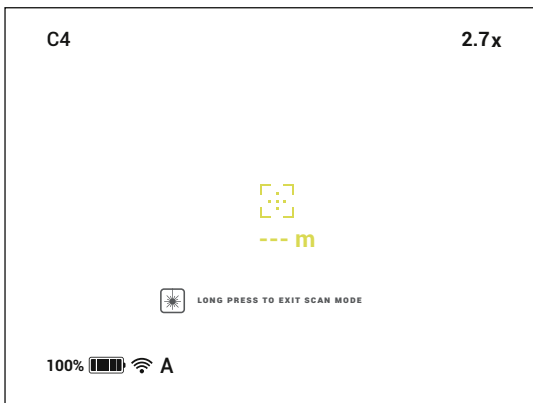 C4
2.7x
--- m
LONG PRESS TO EXIT SCAN MODE
100% A